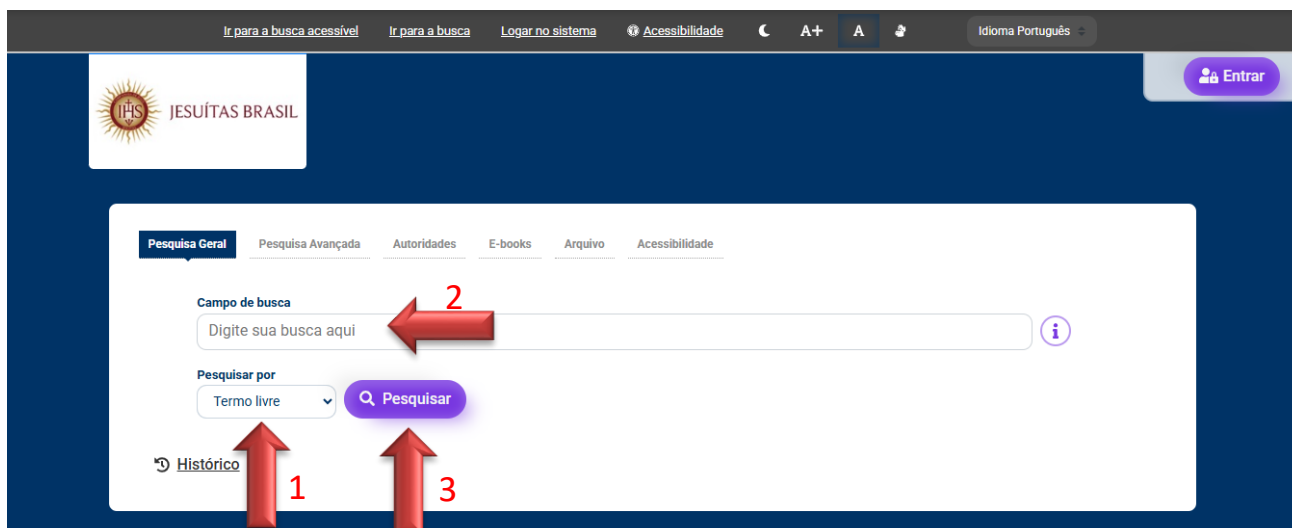 Ir para a busca acessível Ir para a busca Logar no sistema Acessibilidade A+ A Idioma Português
Entrar
IHS JESUÍTAS BRASIL
Pesquisa Geral Pesquisa Avançada Autoridades E-books Arquivo Acessibilidade
2
Campo de busca
Digite sua busca aqui
Pesquisar por
Termo livre Pesquisar
Histórico
1 3